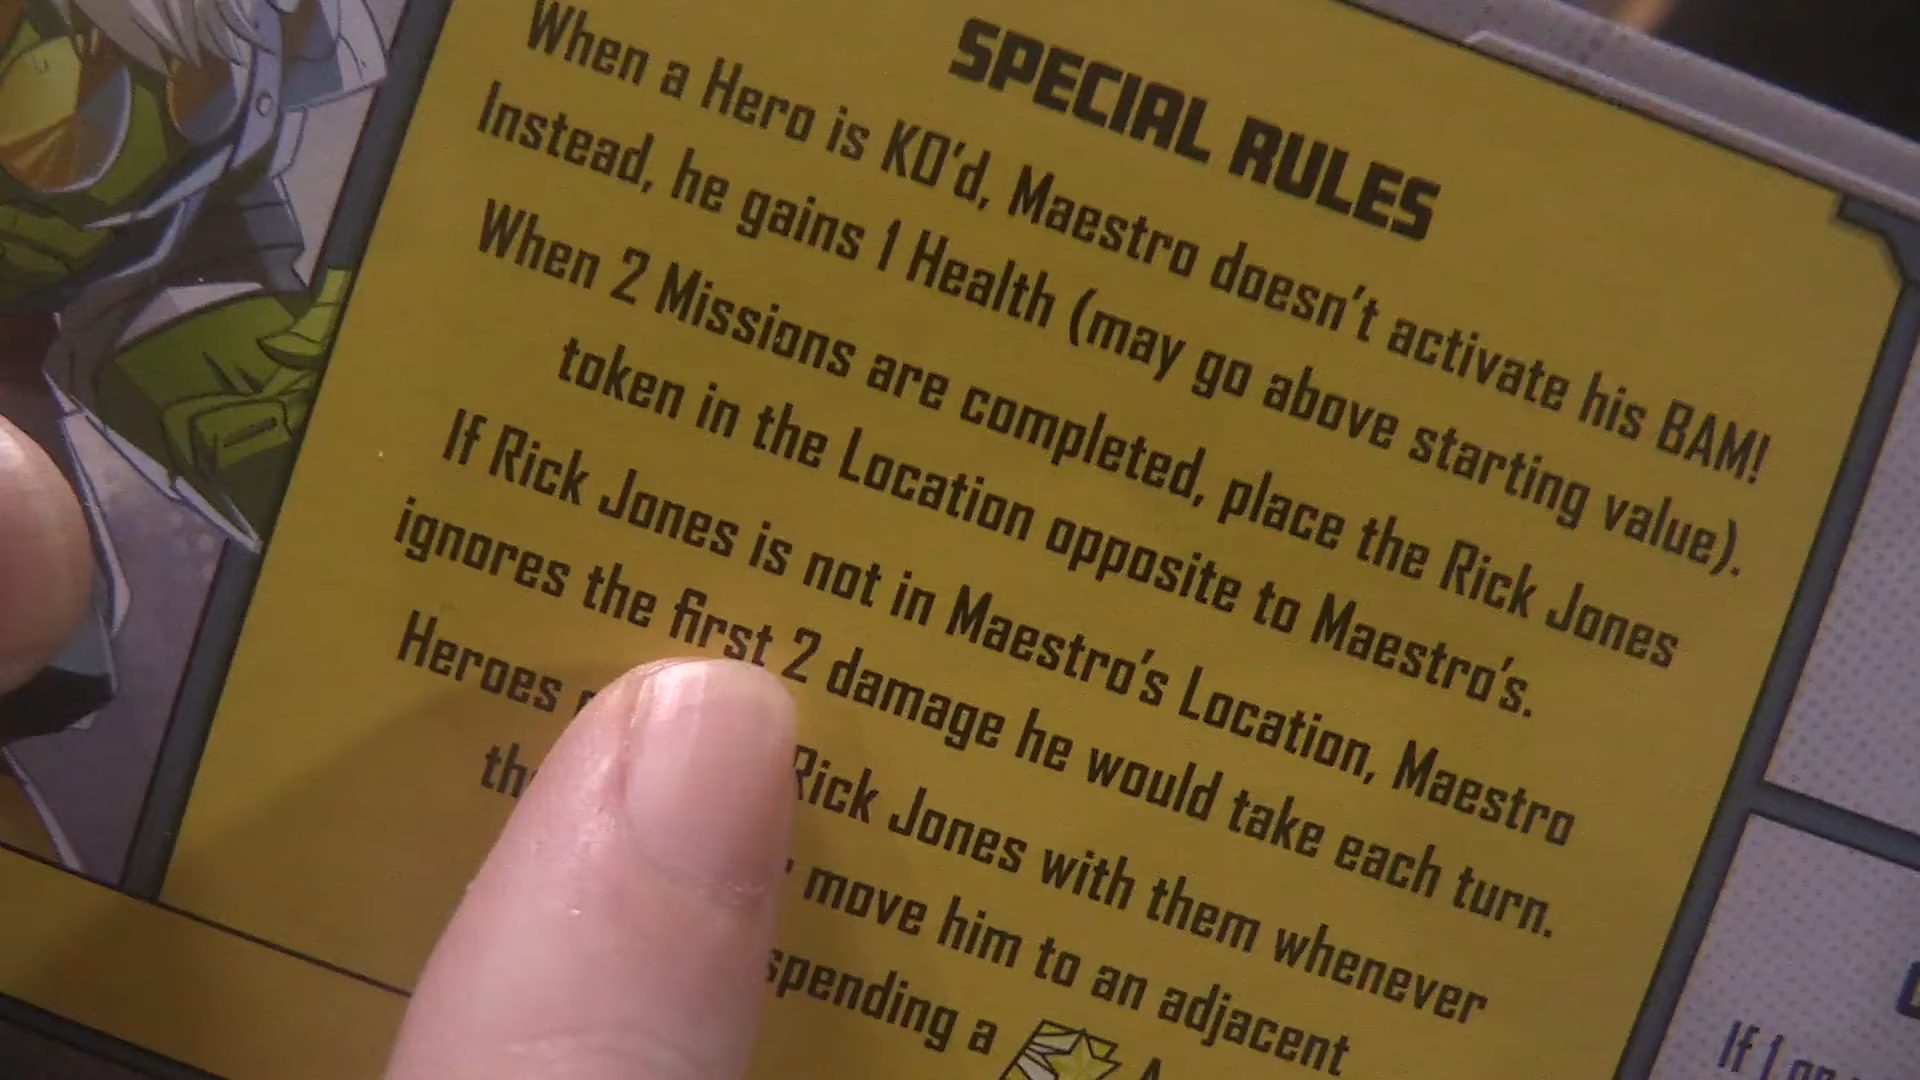 SPECIAL RULES
When a Hero is KO'd, Maestro doesn't activate his BAM!
Instead, he gains 1 Health (may go above starting value).
When 2 Missions are completed, place the Rick Jones
token in the Location opposite to Maestro's.
If Rick Jones is not in Maestro's Location, Maestro
ignores the first 2 damage he would take each turn.
Heroes Rick Jones with them whenever
move him to an adjacent
spending a
If